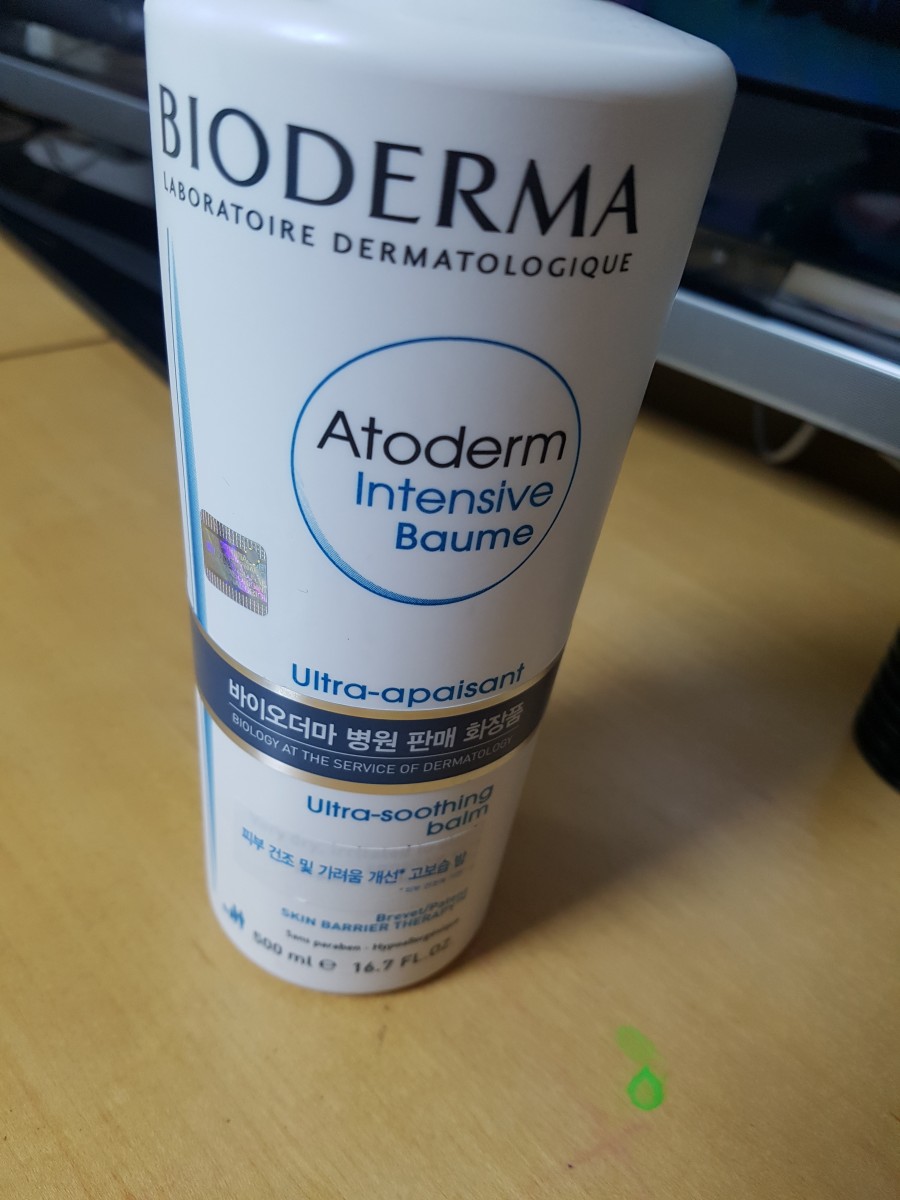 BIODERMA
LABORATOIRE DERMATOLOGIQUE
Atoderm
Intensive
Baume
Ultra-apaisant
바이오더마 병원 판매 화장품
BIOLOGY AT THE SERVICE OF DERMATOLOGY
Ultra-soothing
balm
피부 건조 및 가려움 개선* 고보습 밤
Brevet/Patent
SKIN BARRIER THERAPY
Sans paraben - Hypoallergénique
500 ml ℮ 16.7 FL.OZ.